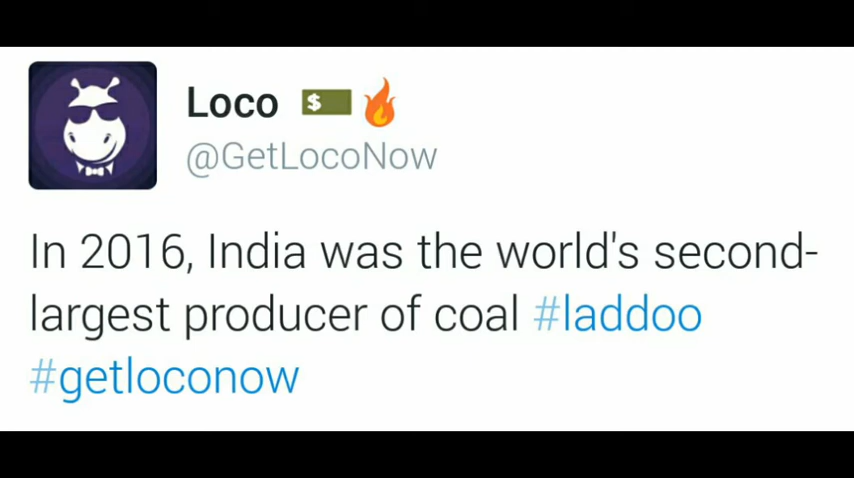 Loco 💵🔥
@GetLocoNow
In 2016, India was the world's second-
largest producer of coal #laddoo
#getloconow